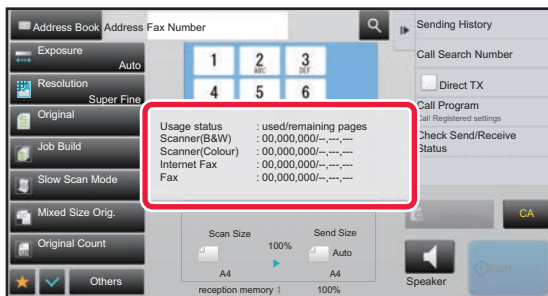 Address Book
Address
Fax Number
Exposure
Auto
Resolution
Super Fine
Original
Job Build
Slow Scan Mode
Mixed Size Orig.
Original Count
Others
1
2
ABC
3
DEF
4
5
6
Usage status : used/remaining pages
Scanner(B&W) : 00,000,000/--,---,---
Scanner(Colour) : 00,000,000/--,---,---
Internet Fax : 00,000,000/--,---,---
Fax : 00,000,000/--,---,---
Scan Size
100%
Send Size
Auto
A4
A4
reception memory :
100%
Sending History
Call Search Number
Direct TX
Call Program
Call Registered settings
Check Send/Receive
Status
CA
Speaker
Start